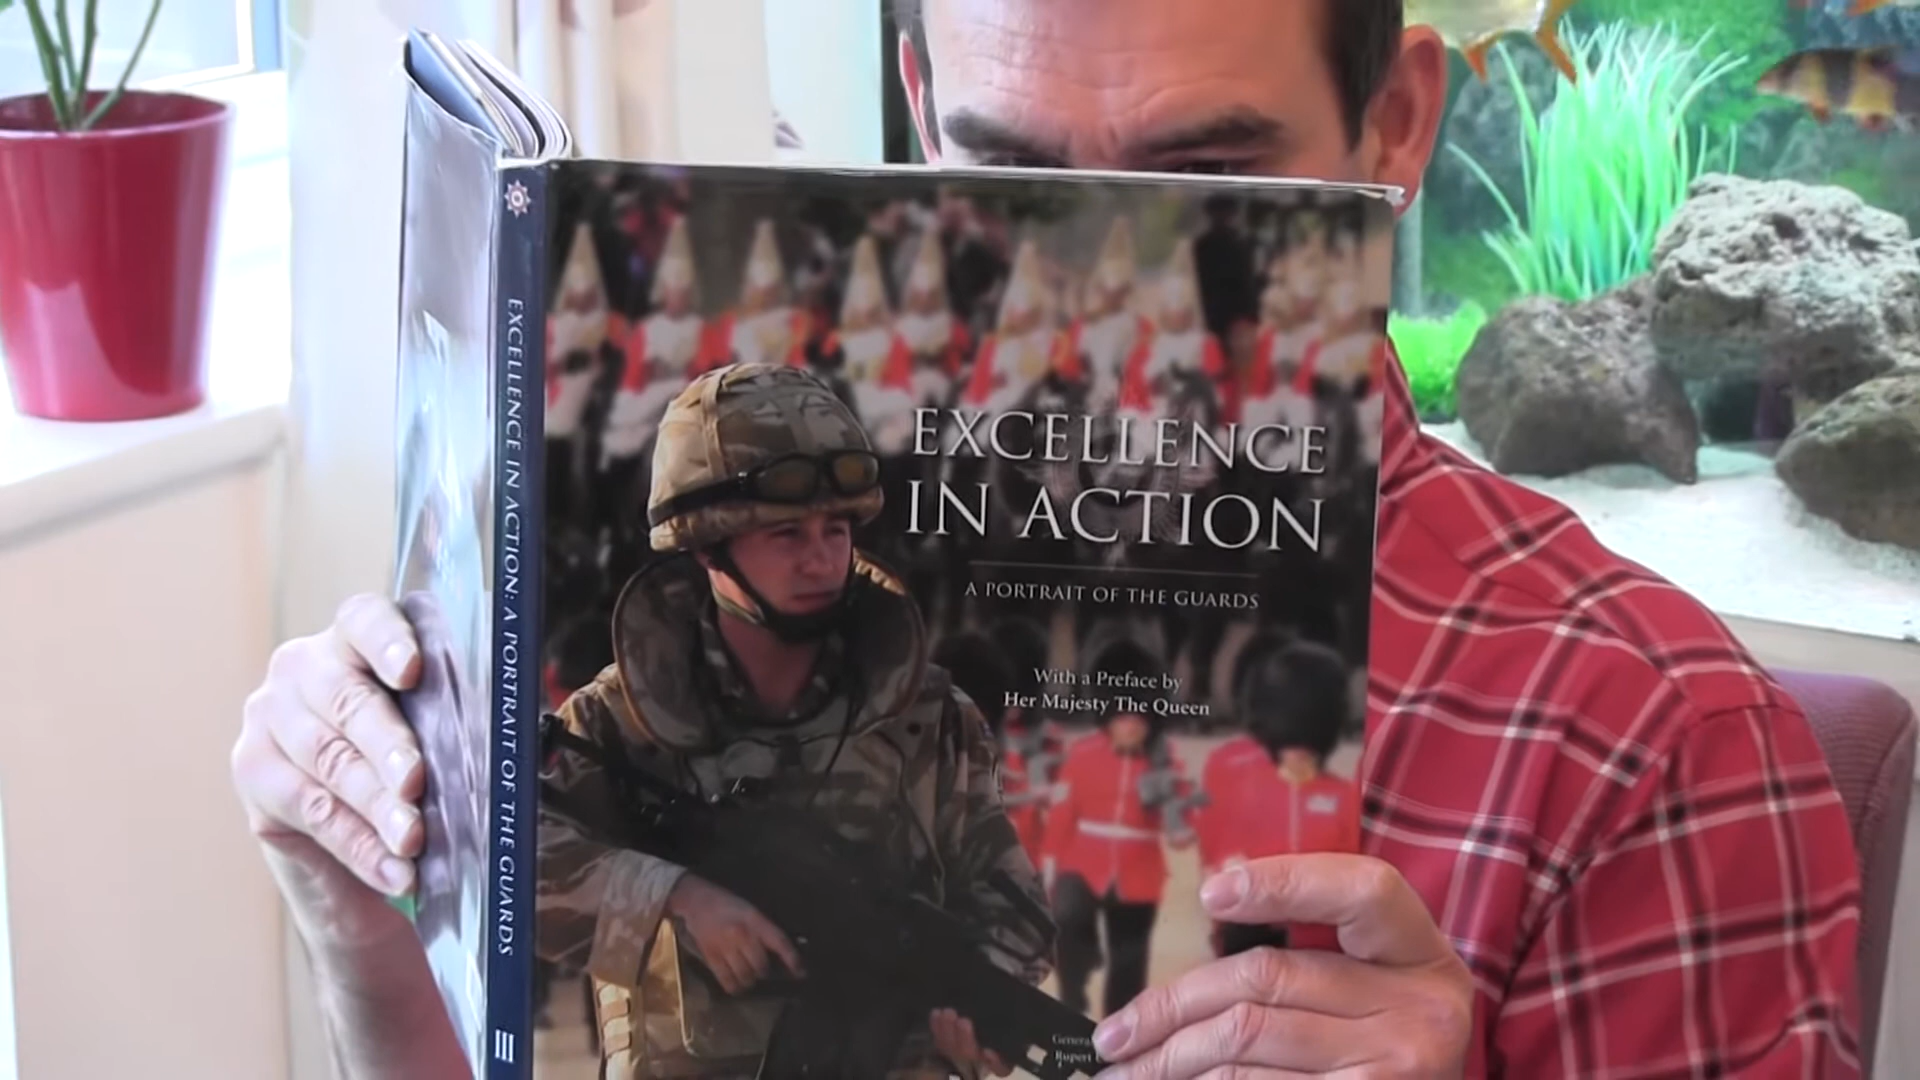 EXCELLENCE IN ACTION: A PORTRAIT OF THE GUARDS
EXCELLENCE
IN ACTION
A PORTRAIT OF THE GUARDS
With a Preface by
Her Majesty The Queen
Rupert